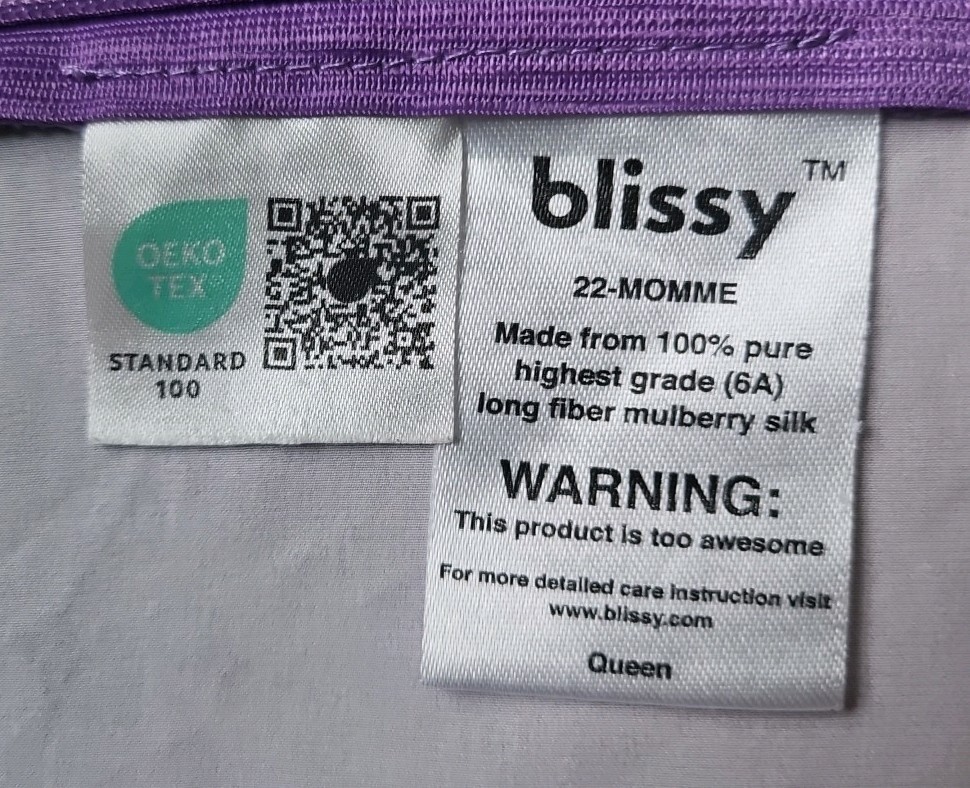 OEKO
TEX®
STANDARD
100
blissy™
22-MOMME
Made from 100% pure
highest grade (6A)
long fiber mulberry silk
WARNING:
This product is too awesome
For more detailed care instruction visit
www.blissy.com
Queen